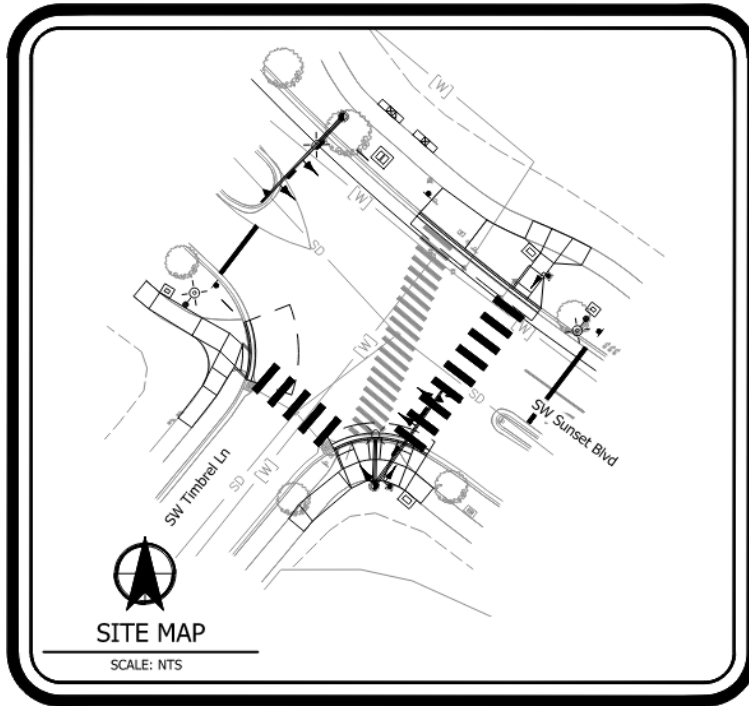 [W]
[W]
SD
[W]
[W]
SD
SW Sunset Blvd
SW Timbrel Ln
SD
[W]
SITE MAP
SCALE: NTS